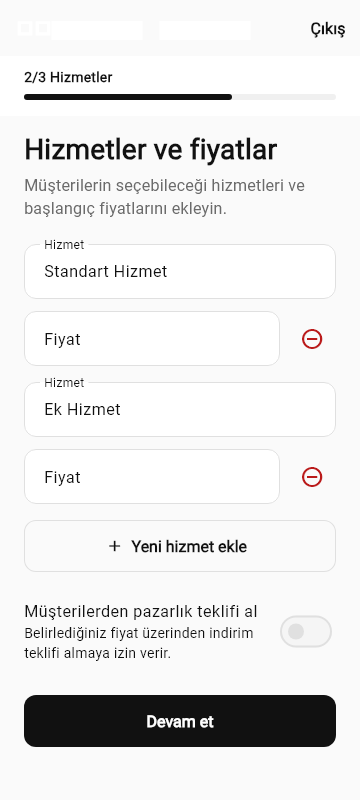 Çıkış
2/3 Hizmetler
Hizmetler ve fiyatlar
Müşterilerin seçebileceği hizmetleri ve
başlangıç fiyatlarını ekleyin.
Hizmet
Standart Hizmet
Fiyat
Hizmet
Ek Hizmet
Fiyat
+ Yeni hizmet ekle
Müşterilerden pazarlık teklifi al
Belirlediğiniz fiyat üzerinden indirim
teklifi almaya izin verir.
Devam et